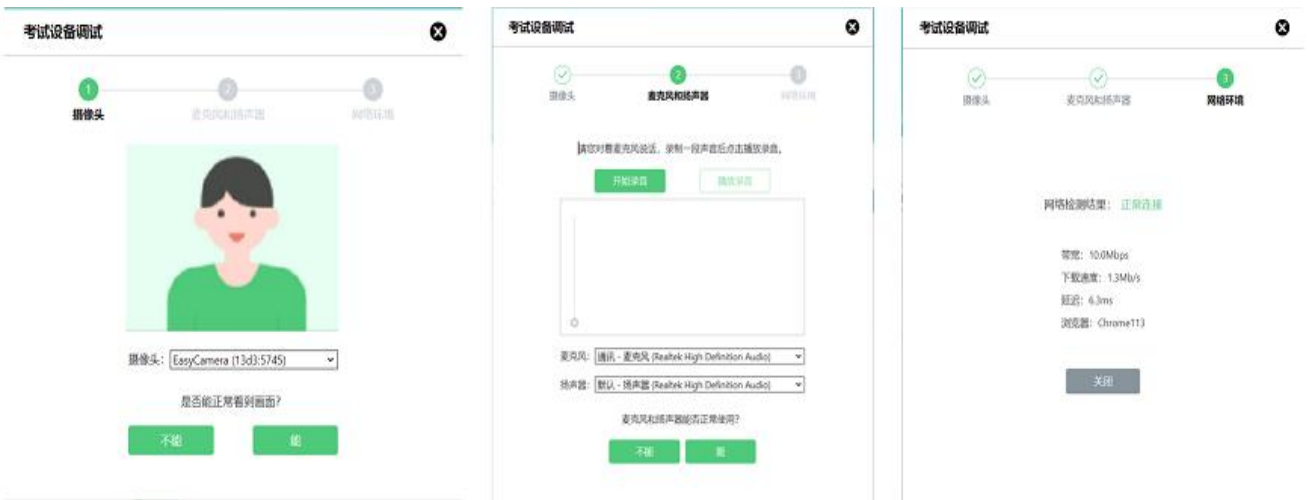 考试设备调试
1
2
3
摄像头
麦克风和扬声器
网络环境
摄像头: EasyCamera (13d3:5745)
是否能正常看到画面?
不能
能
考试设备调试
2
3
摄像头
麦克风和扬声器
网络环境
请您对着麦克风说话，录制一段声音后点击播放录音。
开始录音
播放录音
麦克风: 通讯 - 麦克风 (Realtek High Definition Audio)
扬声器: 默认 - 扬声器 (Realtek High Definition Audio)
麦克风和扬声器能否正常使用?
不能
能
考试设备调试
3
摄像头
麦克风和扬声器
网络环境
网络检测结果: 正常连接
带宽: 10.0Mbps
下载速度: 1.3Mb/s
延迟: 6.3ms
浏览器: Chrome113
关闭